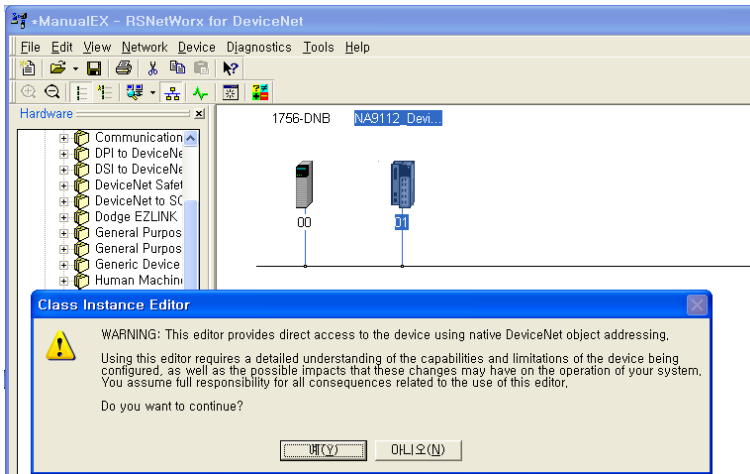 *ManualEX - RSNetWorx for DeviceNet
File Edit View Network Device Diagnostics Tools Help
Hardware
Communication
DPI to DeviceNe
DSI to DeviceNe
DeviceNet Safet
DeviceNet to SC
Dodge EZLINK
General Purpos
General Purpos
Generic Device
Human Machin
1756-DNB NA9112_Devi...
00 01
Class Instance Editor
WARNING: This editor provides direct access to the device using native DeviceNet object addressing,
Using this editor requires a detailed understanding of the capabilities and limitations of the device being
configured, as well as the possible impacts that these changes may have on the operation of your system,
You assume full responsibility for all consequences related to the use of this editor,
Do you want to continue?
예(Y) 아니오(N)